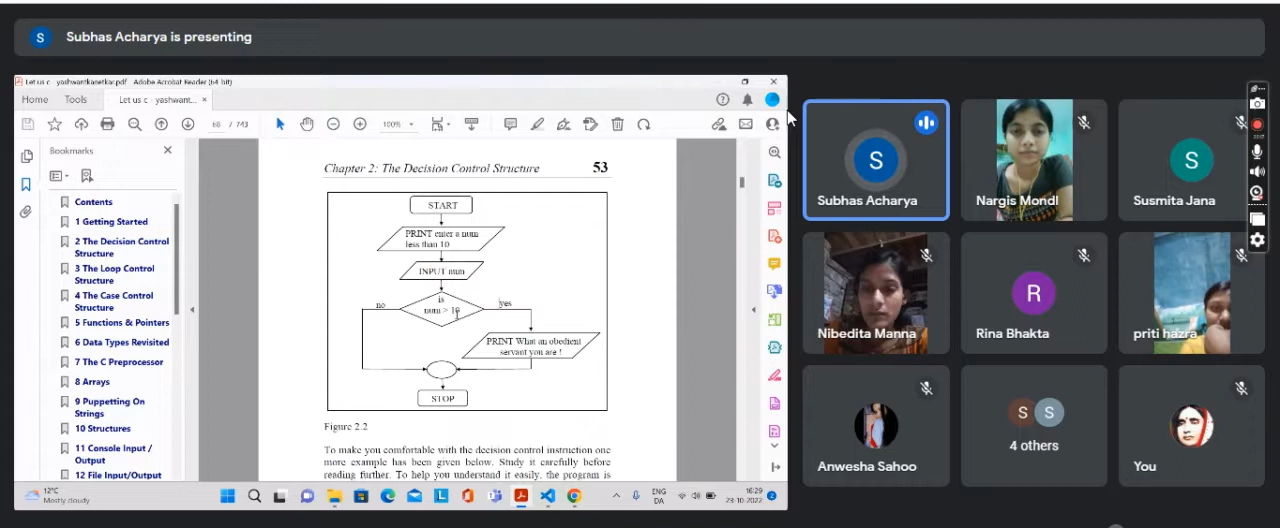 S Subhas Acharya is presenting
Let us c - yashwantkanetkar.pdf - Adobe Acrobat Reader (64-bit)
Home Tools Let us c - yashwant... ×
68 / 743 100%
Bookmarks
Contents
1 Getting Started
2 The Decision Control
Structure
3 The Loop Control
Structure
4 The Case Control
Structure
5 Functions & Pointers
6 Data Types Revisited
7 The C Preprocessor
8 Arrays
9 Puppetting On
Strings
10 Structures
11 Console Input /
Output
12 File Input/Output
Chapter 2: The Decision Control Structure 53
START
PRINT enter a num
less than 10
INPUT num
is
num > 10
no
yes
PRINT What an obedient
servant you are !
STOP
Figure 2.2
To make you comfortable with the decision control instruction one
more example has been given below. Study it carefully before
reading further. To help you understand it easily, the program is
12°C
Mostly cloudy
ENG
DA
16:29
23-10-2022
S
Subhas Acharya
Nargis Mondl
S
Susmita Jana
Nibedita Manna
R
Rina Bhakta
priti hazra
Anwesha Sahoo
S S
4 others
You